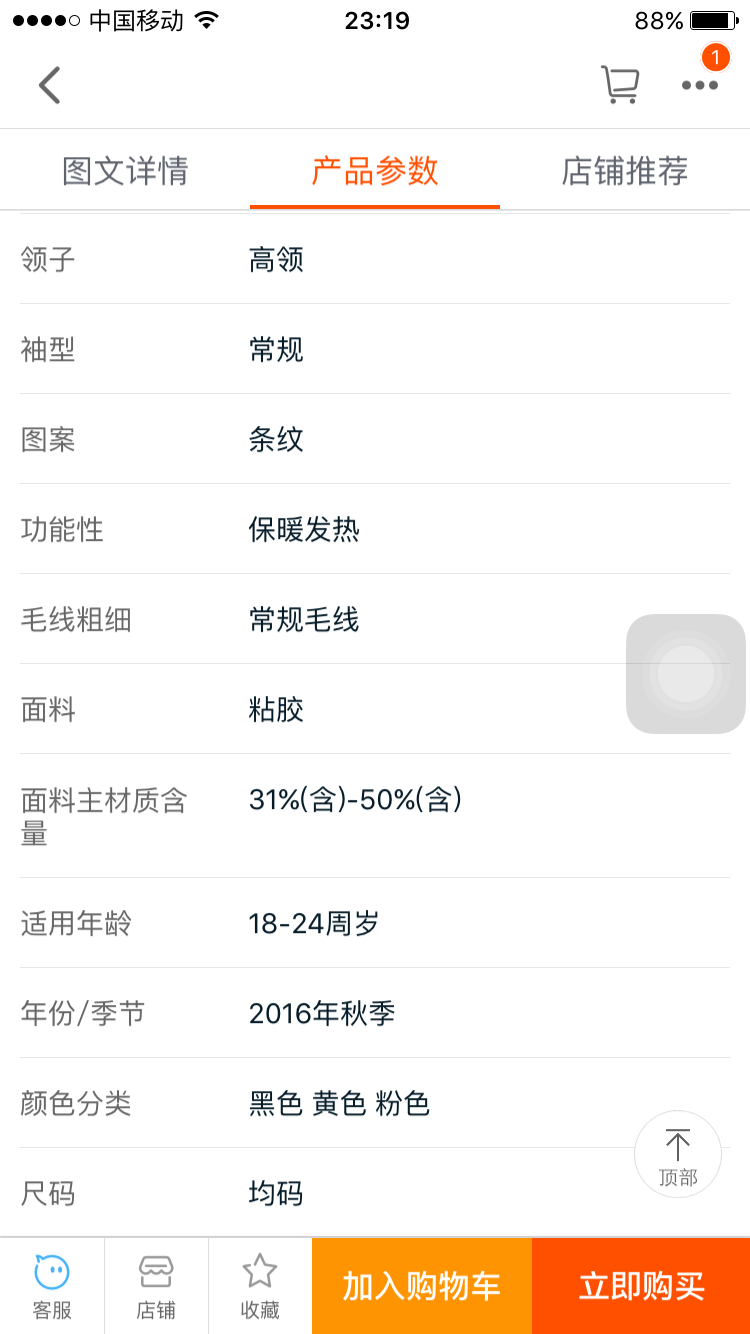 中国移动 23:19 88%
1
图文详情 产品参数 店铺推荐
领子 高领
袖型 常规
图案 条纹
功能性 保暖发热
毛线粗细 常规毛线
面料 粘胶
面料主材质含 31%(含)-50%(含)
量
适用年龄 18-24周岁
年份/季节 2016年秋季
颜色分类 黑色 黄色 粉色
顶部
尺码 均码
客服 店铺 收藏 加入购物车 立即购买